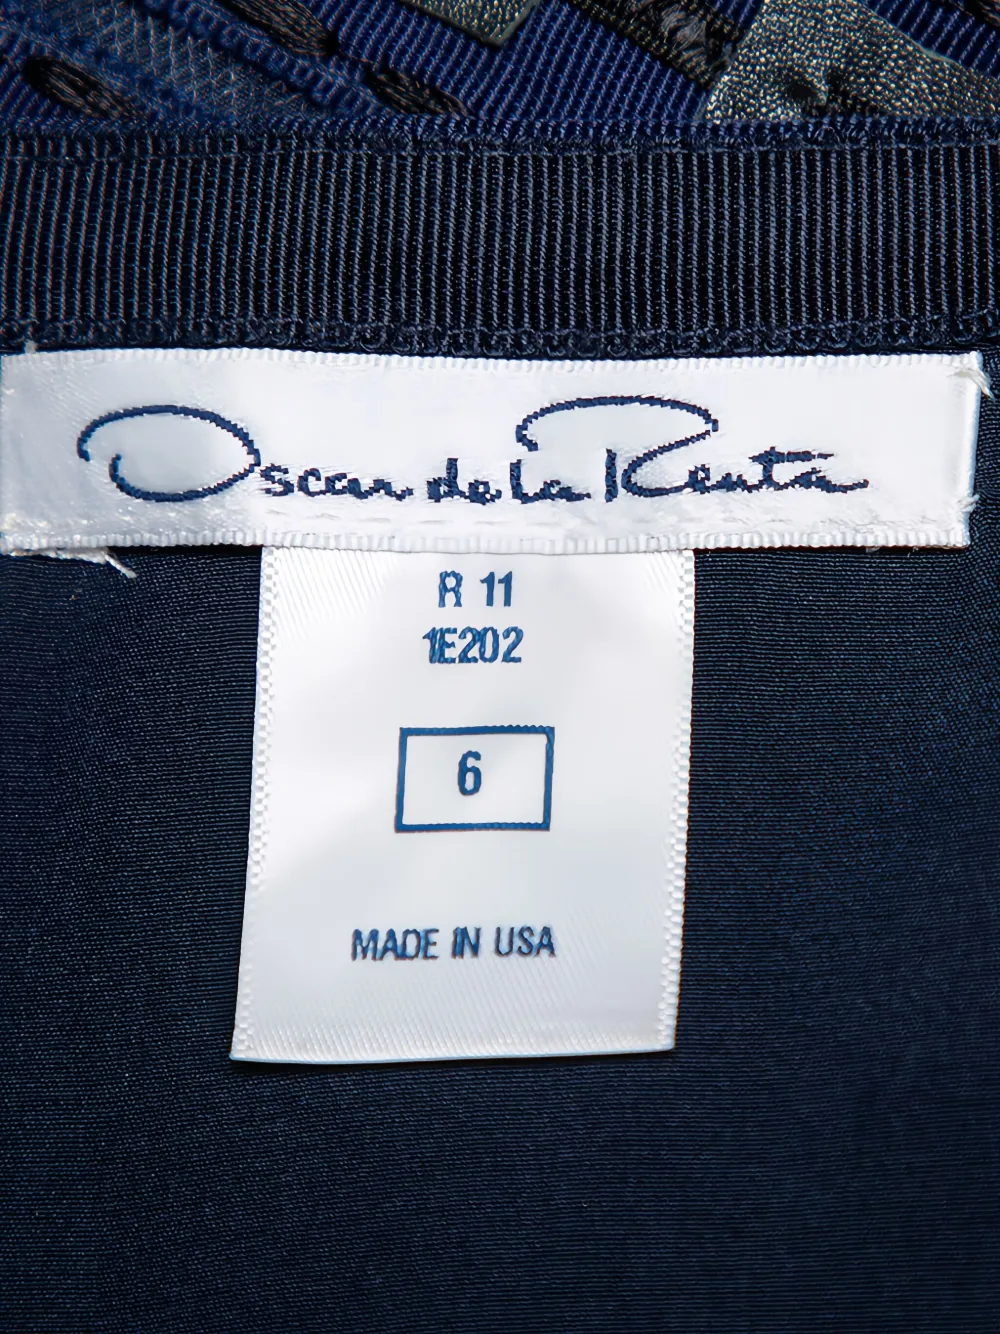 Oscar de la Renta
R 11
1E202
6
MADE IN USA